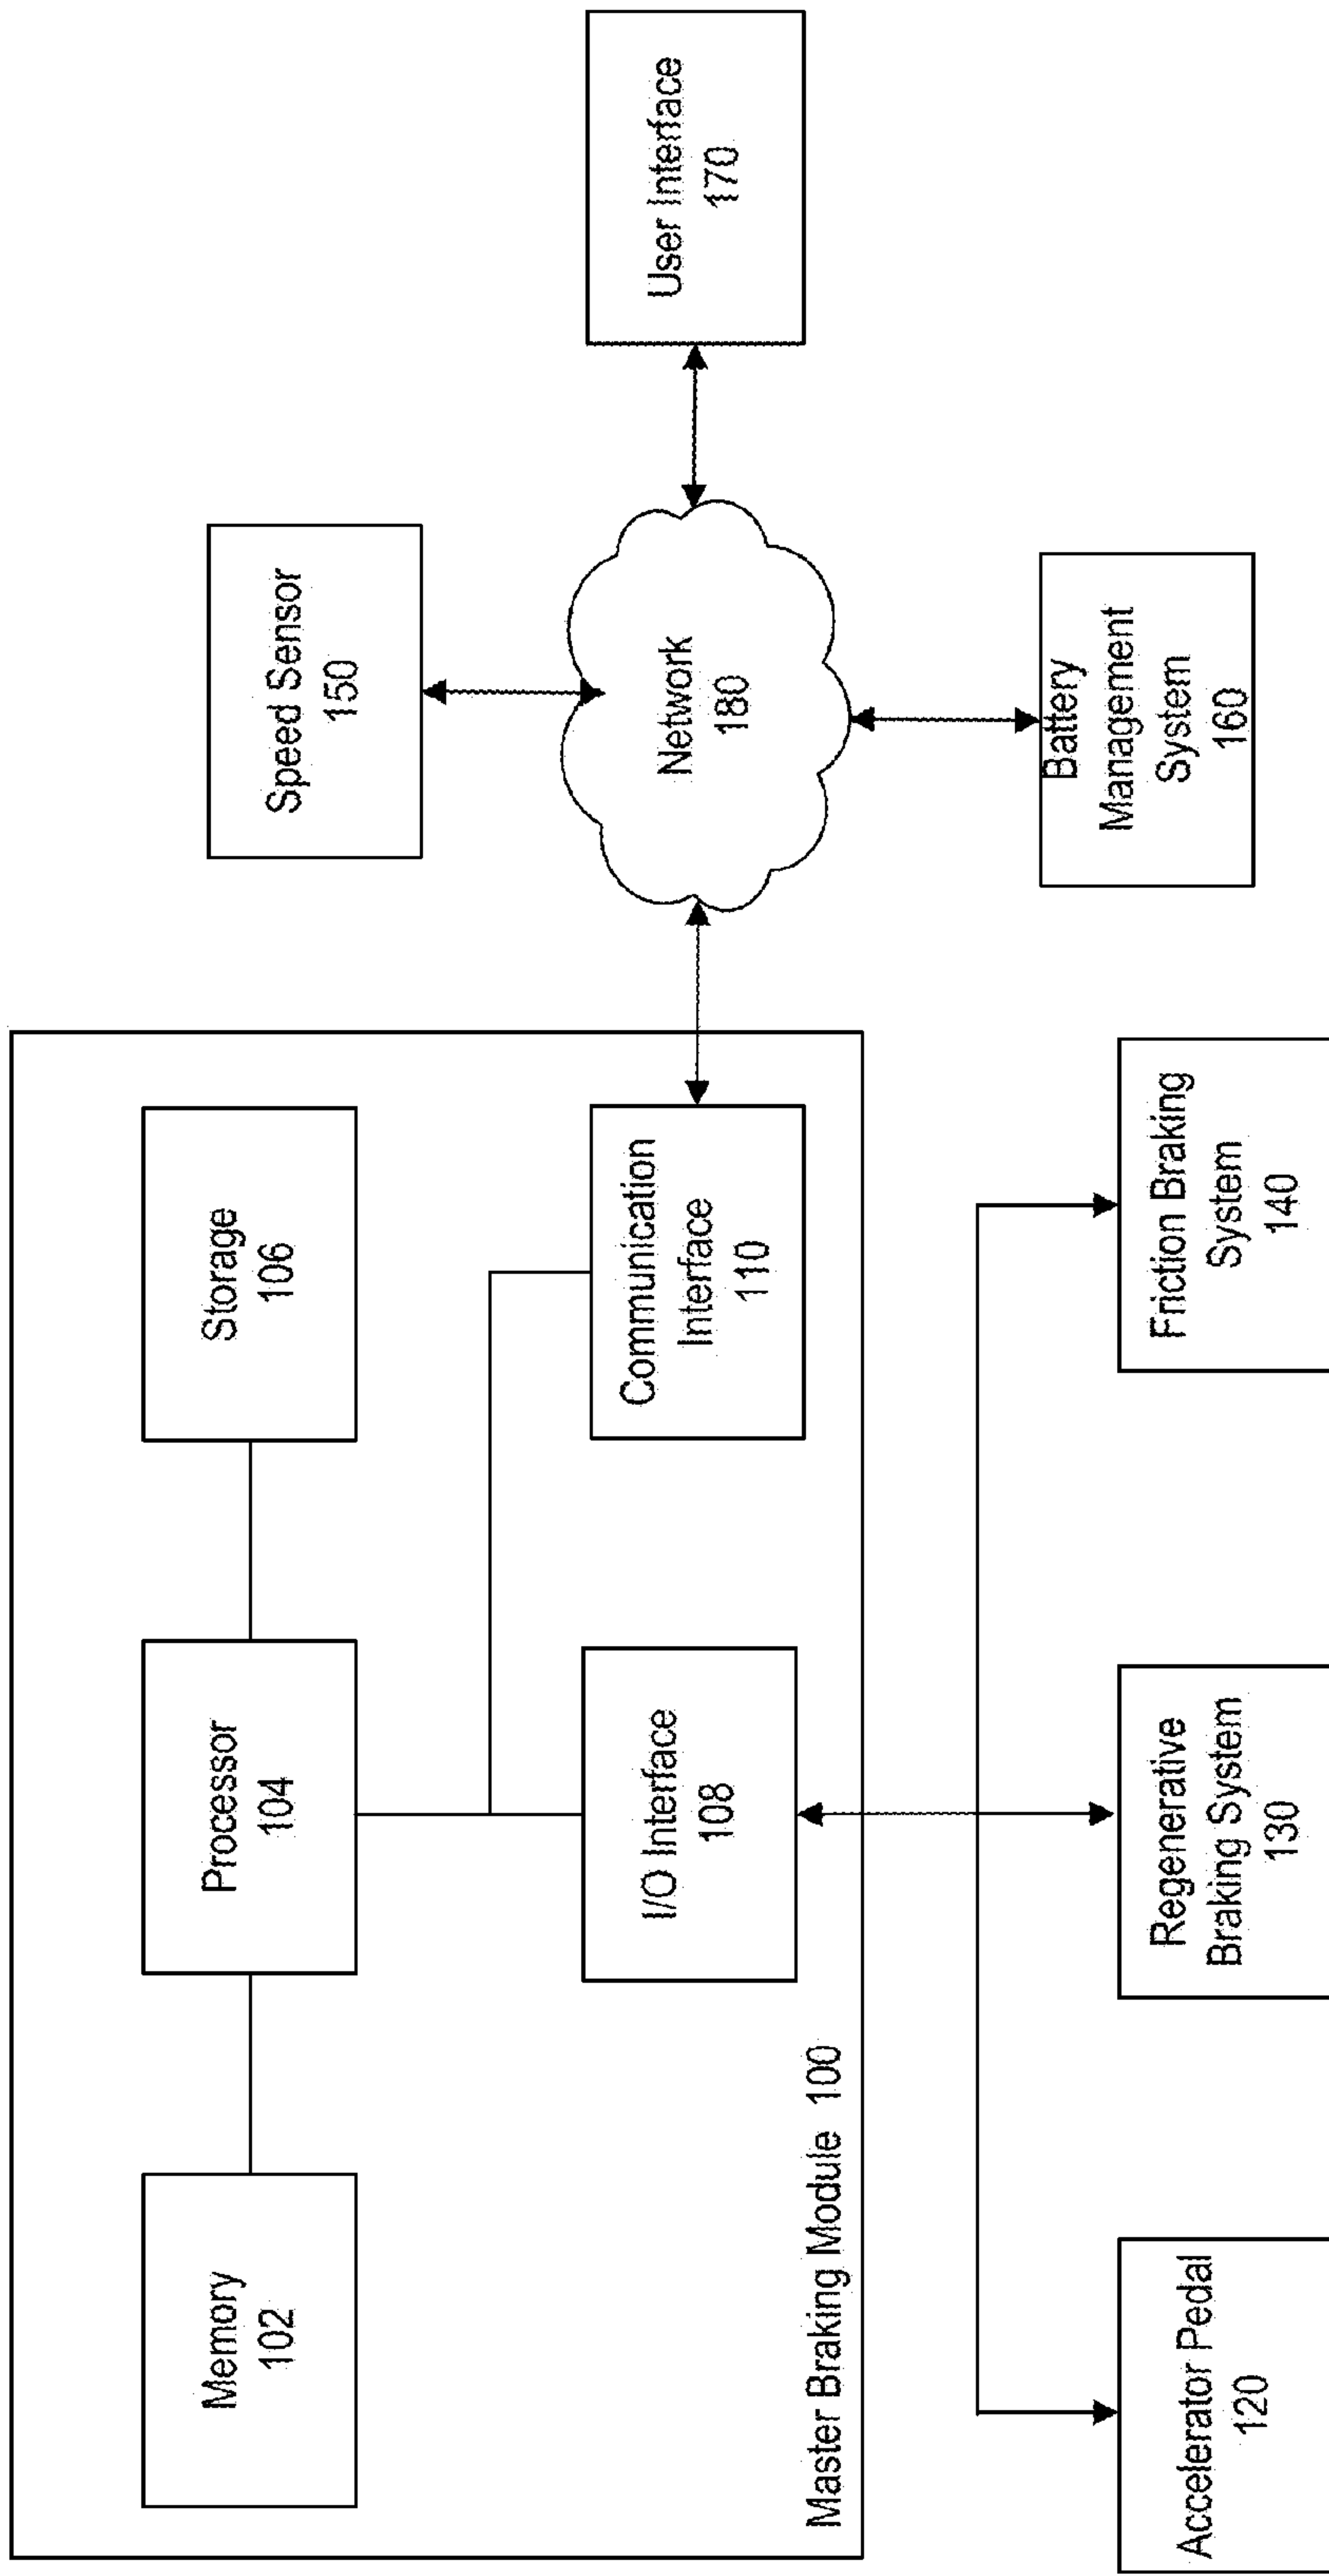 Memory
102
Processor
104
Storage
106
I/O Interface
108
Communication
Interface
110
Master Braking Module 100
Accelerator Pedal
120
Regenerative
Braking System
130
Friction Braking
System
140
Speed Sensor
150
Network
180
User Interface
170
Battery
Management
System
160